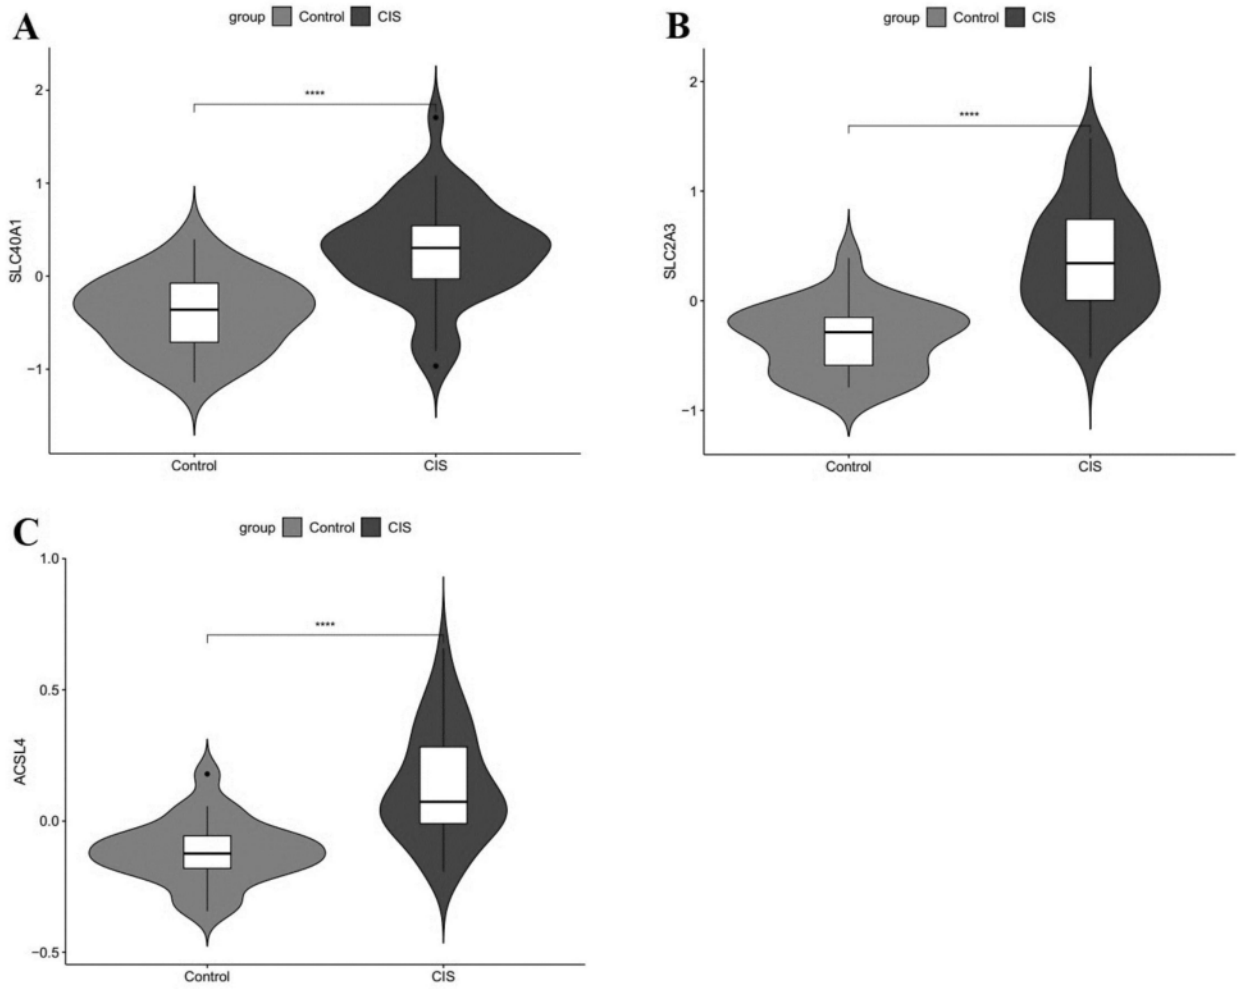 A
group Control CIS
2
1
0
−1
SLC40A1
****
Control CIS
B
group Control CIS
2
1
0
−1
SLC2A3
****
Control CIS
C
group Control CIS
1.0
0.5
0.0
−0.5
ACSL4
****
Control CIS